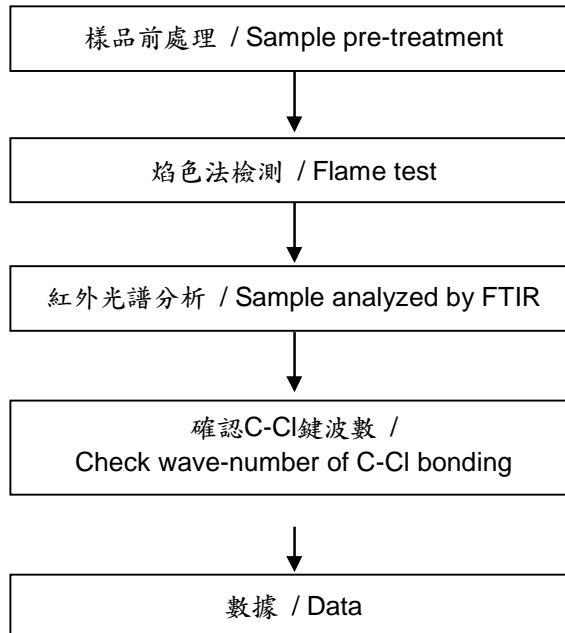 樣品前處理 / Sample pre-treatment
焰色法檢測 / Flame test
紅外光譜分析 / Sample analyzed by FTIR
確認C-Cl鍵波數 /
Check wave-number of C-Cl bonding
數據 / Data